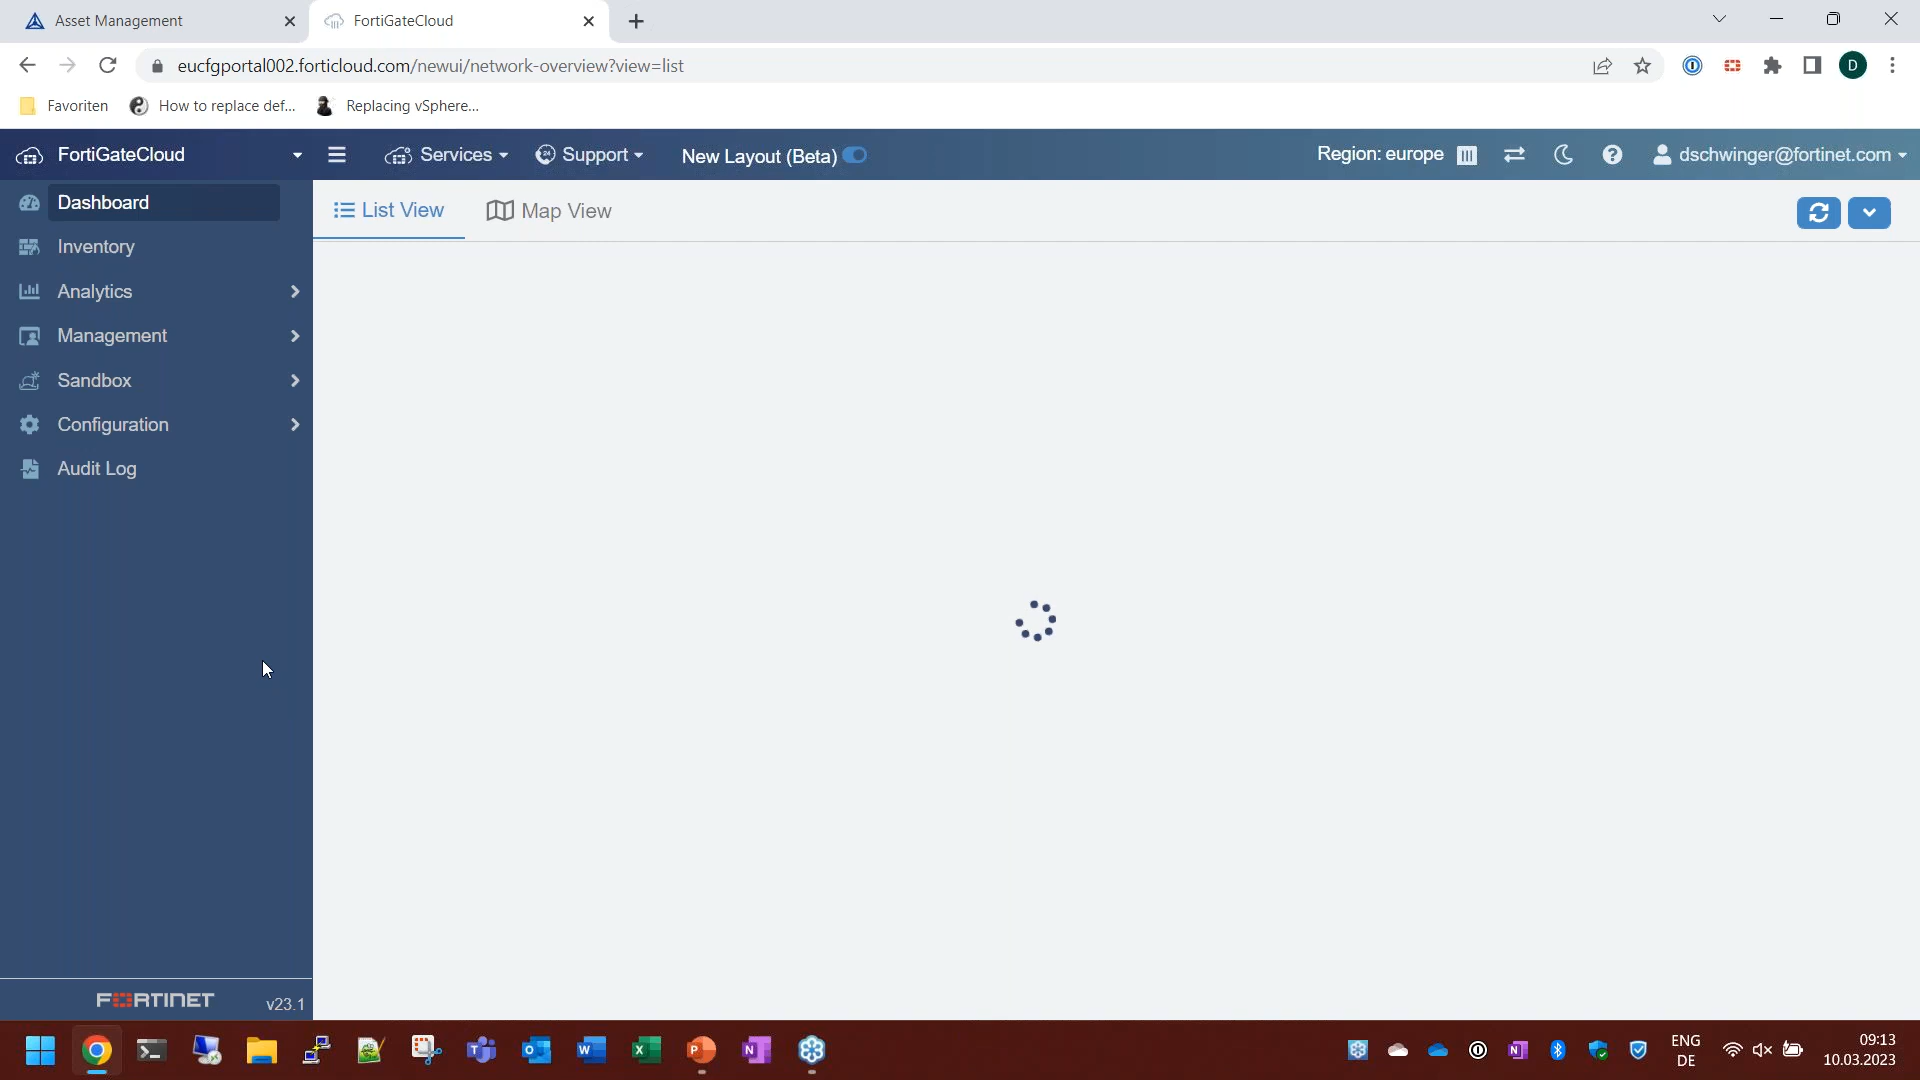 Asset Management
FortiGateCloud
eucfgportal002.forticloud.com/newui/network-overview?view=list
D
Favoriten
How to replace def...
Replacing vSphere...
FortiGateCloud
Services
Support
New Layout (Beta)
Region: europe
dschwinger@fortinet.com
Dashboard
List View
Map View
Inventory
Analytics
Management
Sandbox
Configuration
Audit Log
FORTINET
v23.1
ENG
DE
09:13
10.03.2023